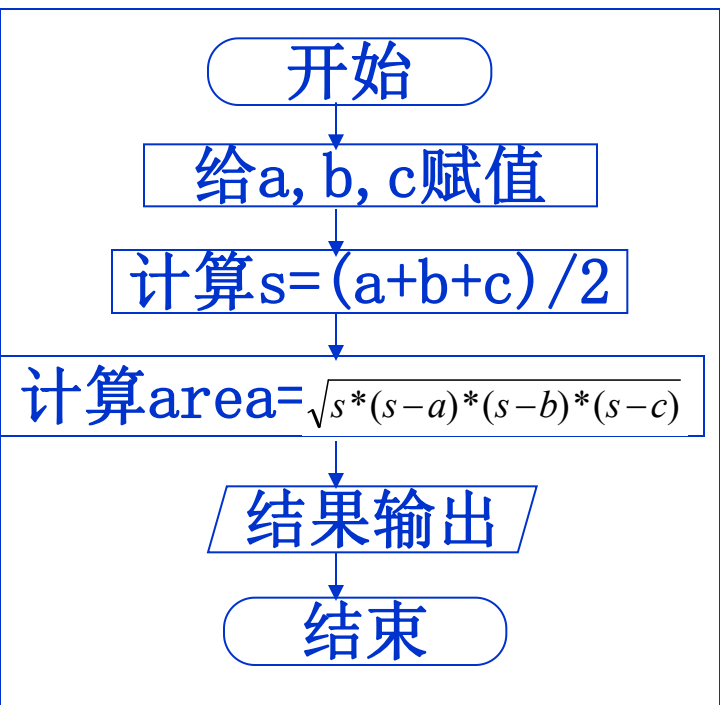 开始
给a,b,c赋值
计算s=(a+b+c)/2
计算area=√s*(s-a)*(s-b)*(s-c)
结果输出
结束